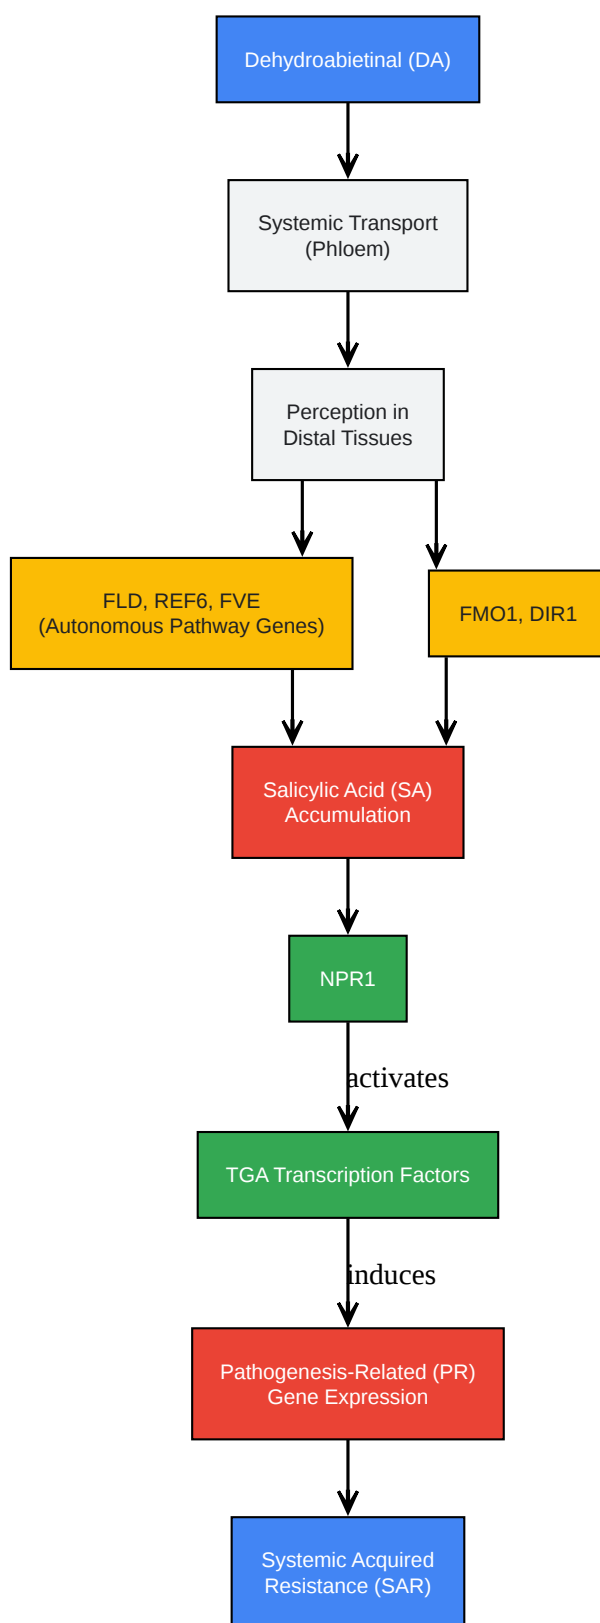 Dehydroabietinal (DA)
Systemic Transport
(Phloem)
Perception in
Distal Tissues
FLD, REF6, FVE
(Autonomous Pathway Genes)
FMO1, DIR1
Salicylic Acid (SA)
Accumulation
NPR1
activates
TGA Transcription Factors
induces
Pathogenesis-Related (PR)
Gene Expression
Systemic Acquired
Resistance (SAR)